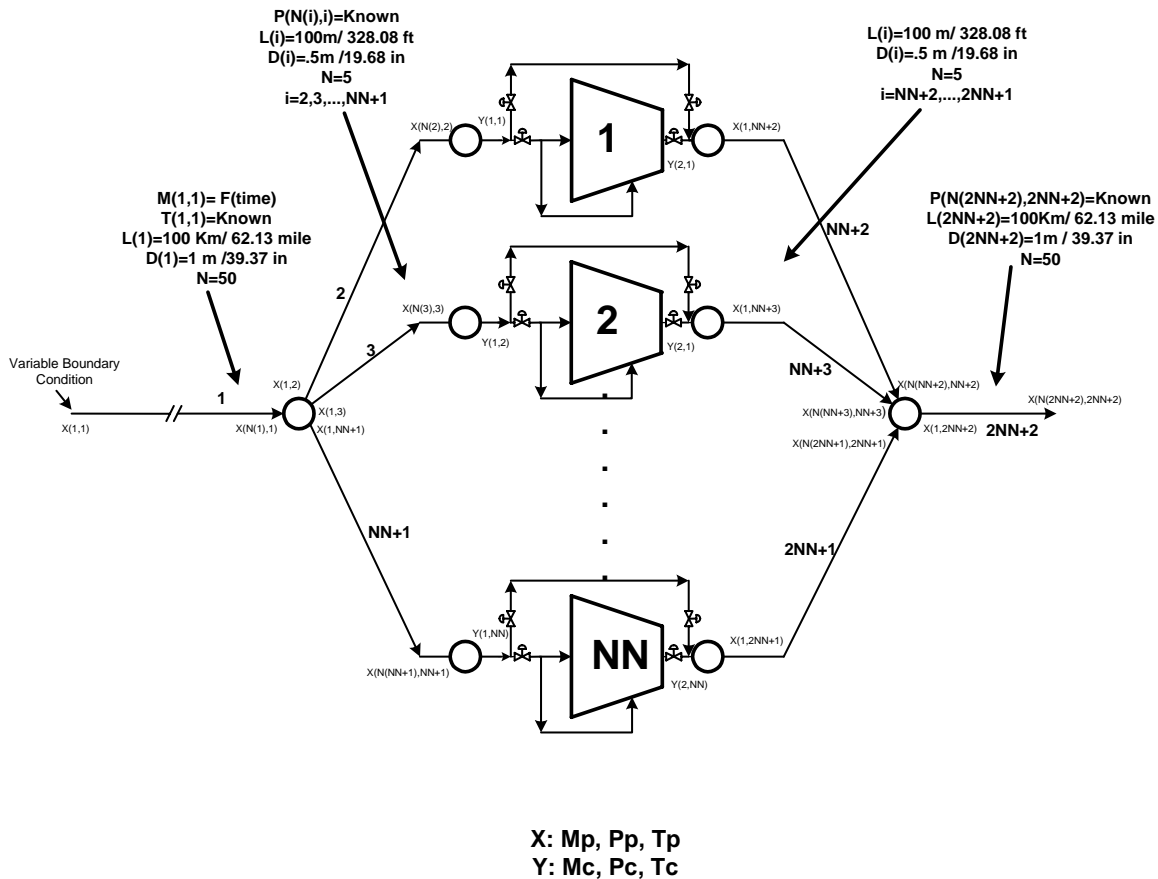 P(N(i),i)=Known
L(i)=100m/ 328.08 ft
D(i)=.5m /19.68 in
N=5
i=2,3,...,NN+1
L(i)=100 m/ 328.08 ft
D(i)=.5 m /19.68 in
N=5
i=NN+2,...,2NN+1
X(N(2),2)
Y(1,1)
1
Y(2,1)
X(1,NN+2)
M(1,1)= F(time)
T(1,1)=Known
L(1)=100 Km/ 62.13 mile
D(1)=1 m /39.37 in
N=50
P(N(2NN+2),2NN+2)=Known
L(2NN+2)=100Km/ 62.13 mile
D(2NN+2)=1m / 39.37 in
N=50
NN+2
2
X(N(3),3)
Y(1,2)
2
Y(2,1)
X(1,NN+3)
3
NN+3
Variable Boundary
Condition
1
X(1,1)
X(N(1),1)
X(1,2)
X(1,3)
X(1,NN+1)
X(N(NN+2),NN+2)
X(N(NN+3),NN+3)
X(N(2NN+1),2NN+1)
X(1,2NN+2)
X(N(2NN+2),2NN+2)
2NN+2
NN+1
2NN+1
Y(1,NN)
X(N(NN+1),NN+1)
NN
Y(2,NN)
X(1,2NN+1)
X: Mp, Pp, Tp
Y: Mc, Pc, Tc